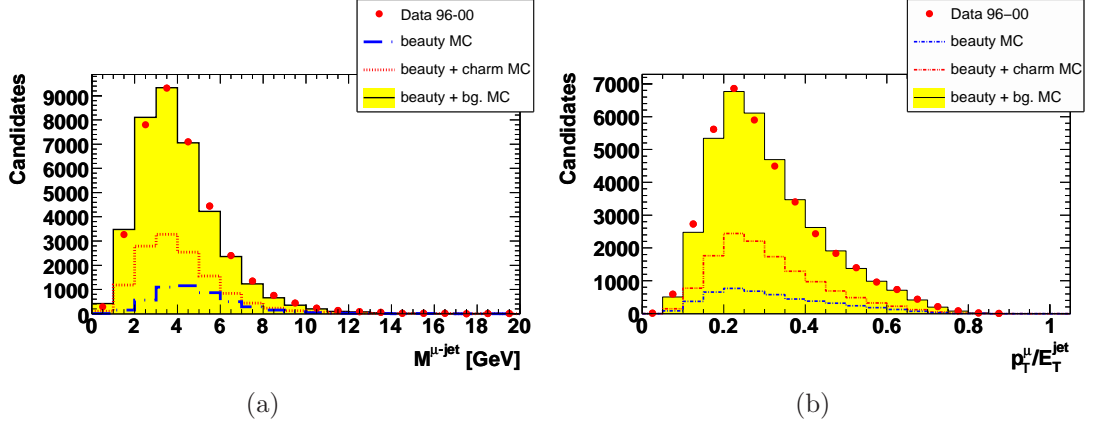 Data 96-00
beauty MC
beauty + charm MC
beauty + bg. MC
Candidates
9000
8000
7000
6000
5000
4000
3000
2000
1000
0
0 2 4 6 8 10 12 14 16 18 20
M^μ-jet [GeV]
(a)
Data 96−00
beauty MC
beauty + charm MC
beauty + bg. MC
Candidates
7000
6000
5000
4000
3000
2000
1000
0
0 0.2 0.4 0.6 0.8 1
p_T^μ/E_T^jet
(b)